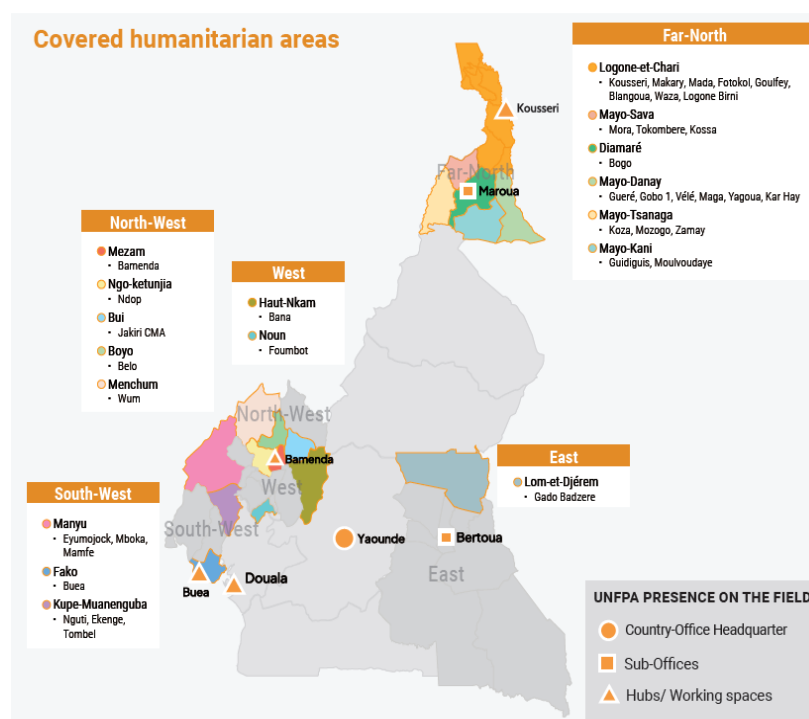 Covered humanitarian areas
Far-North
Logone-et-Chari
• Kousseri, Makary, Mada, Fotokol, Goulfey,
Blangoua, Waza, Logone Birni
Mayo-Sava
• Mora, Tokombere, Kossa
Diamaré
• Bogo
Mayo-Danay
• Gueré, Gobo 1, Vélé, Maga, Yagoua, Kar Hay
Mayo-Tsanaga
• Koza, Mozogo, Zamay
Mayo-Kani
• Guidiguis, Moulvoudaye
Kousseri
Far-North
Maroua
North-West
Mezam
• Bamenda
Ngo-ketunjia
• Ndop
Bui
• Jakiri CMA
Boyo
• Belo
Menchum
• Wum
West
Haut-Nkam
• Bana
Noun
• Foumbot
North-West
Bamenda
West
South-West
East
Lom-et-Djérem
• Gado Badzere
South-West
Manyu
• Eyumojock, Mboka,
Mamfe
Fako
• Buea
Kupe-Muanenguba
• Nguti, Ekenge,
Tombel
Yaounde
Bertoua
East
Douala
Buea
UNFPA PRESENCE ON THE FIELD
Country-Office Headquarter
Sub-Offices
Hubs/ Working spaces